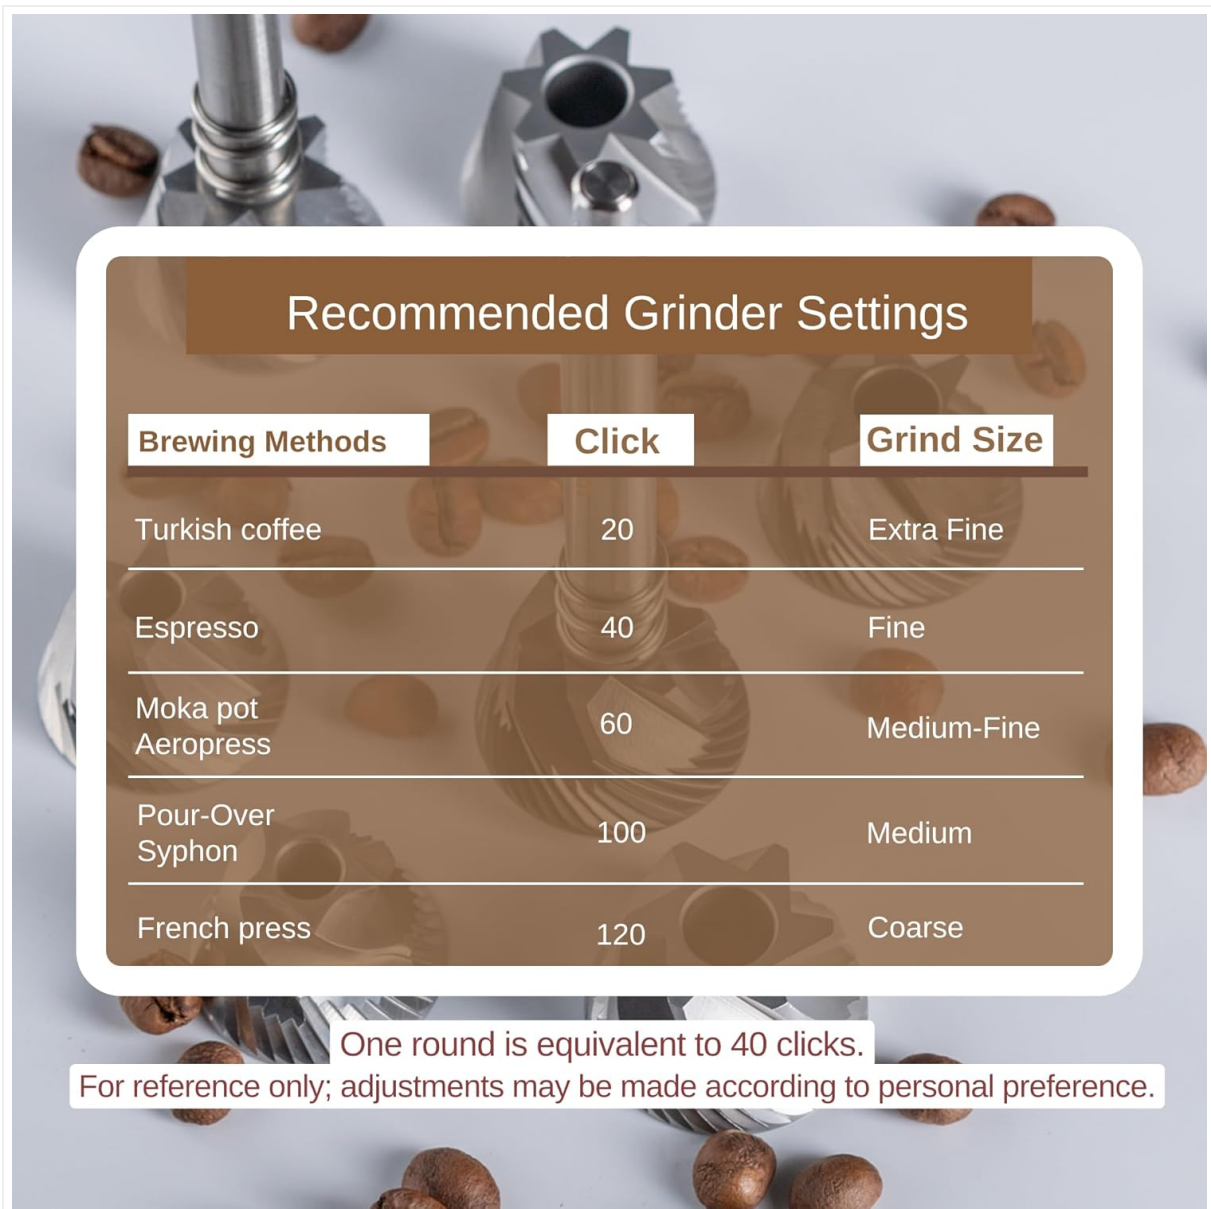 Recommended Grinder Settings
Brewing Methods Click Grind Size
Turkish coffee 20 Extra Fine
Espresso 40 Fine
Moka pot
Aeropress 60 Medium-Fine
Pour-Over
Syphon 100 Medium
French press 120 Coarse
One round is equivalent to 40 clicks.
For reference only; adjustments may be made according to personal preference.